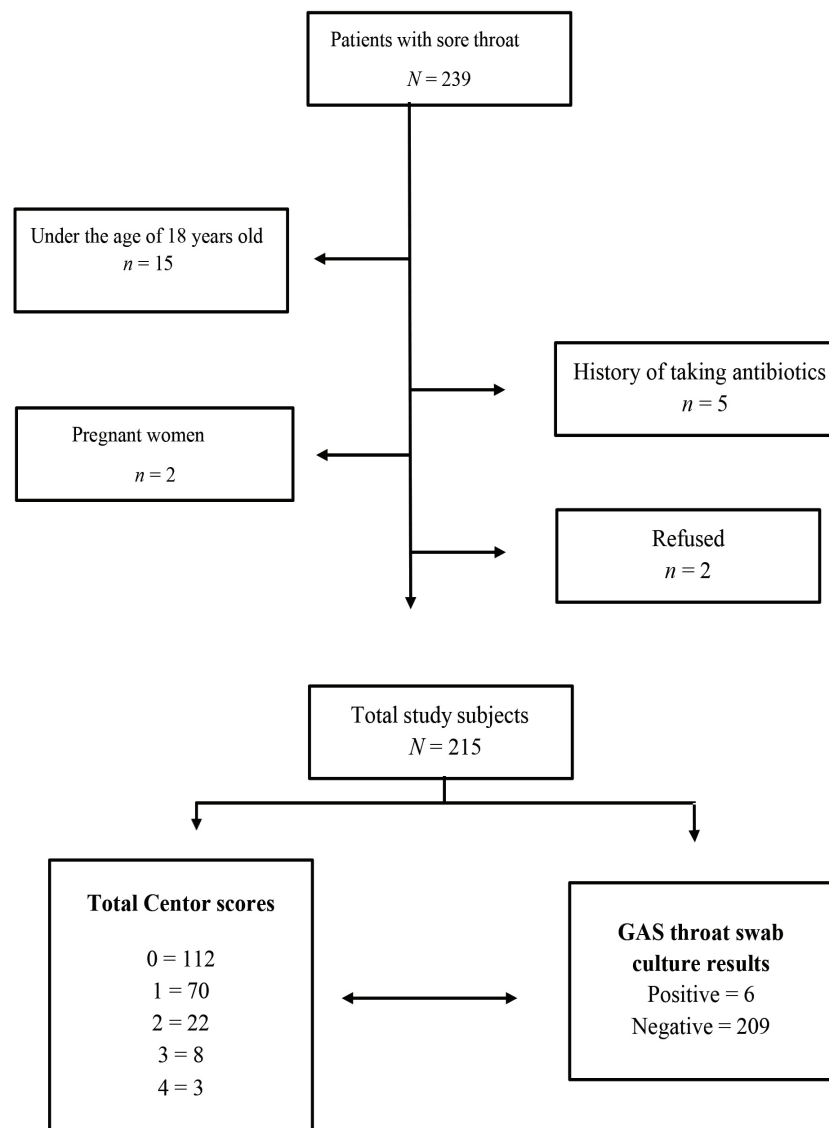 Patients with sore throat
N = 239
Under the age of 18 years old
n = 15
History of taking antibiotics
n = 5
Pregnant women
n = 2
Refused
n = 2
Total study subjects
N = 215
Total Centor scores
0 = 112
1 = 70
2 = 22
3 = 8
4 = 3
GAS throat swab
culture results
Positive = 6
Negative = 209